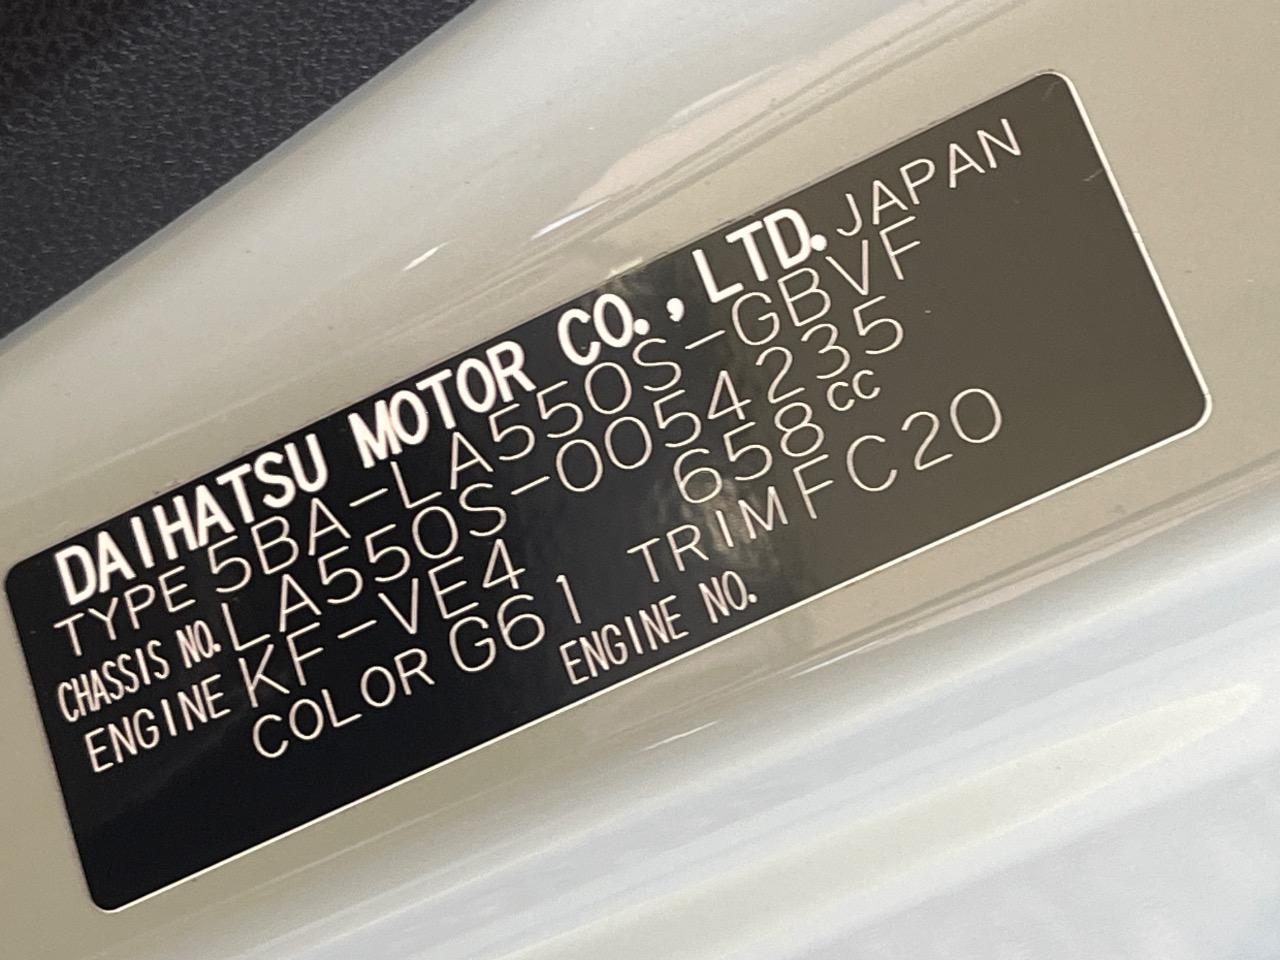 DAIHATSU MOTOR CO., LTD. JAPAN
TYPE 5BA-LA550S-GBVF
CHASSIS NO. LA550S-0054235
ENGINE KF-VE4 658cc
COLOR G61 TRIM FC20
ENGINE NO.